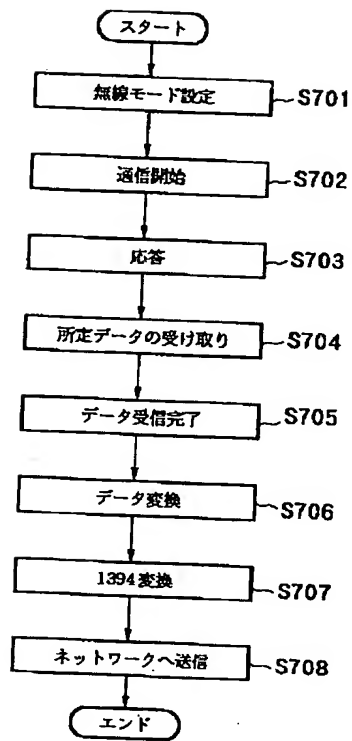 スタート
無線モード設定 S701
通信開始 S702
応答 S703
所定データの受け取り S704
データ受信完了 S705
データ変換 S706
1394変換 S707
ネットワークへ送信 S708
エンド